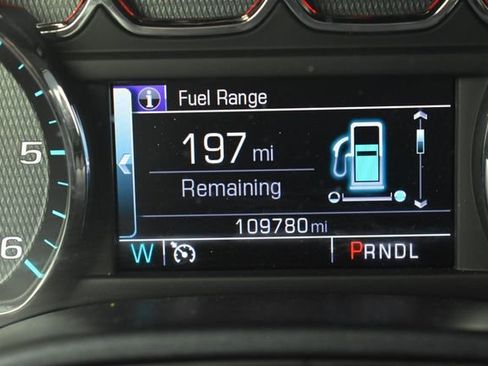 Fuel Range
197 mi
Remaining
109780 mi
W PRNDL
5
6